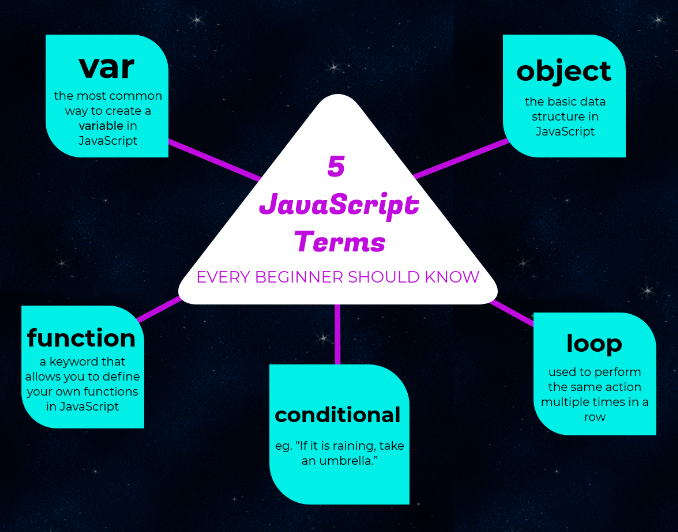 var
the most common
way to create a
variable in
JavaScript
object
the basic data
structure in
JavaScript
5
JavaScript
Terms
EVERY BEGINNER SHOULD KNOW
function
a keyword that
allows you to define
your own functions
in JavaScript
conditional
eg. "If it is raining, take
an umbrella."
loop
used to perform
the same action
multiple times in a
row